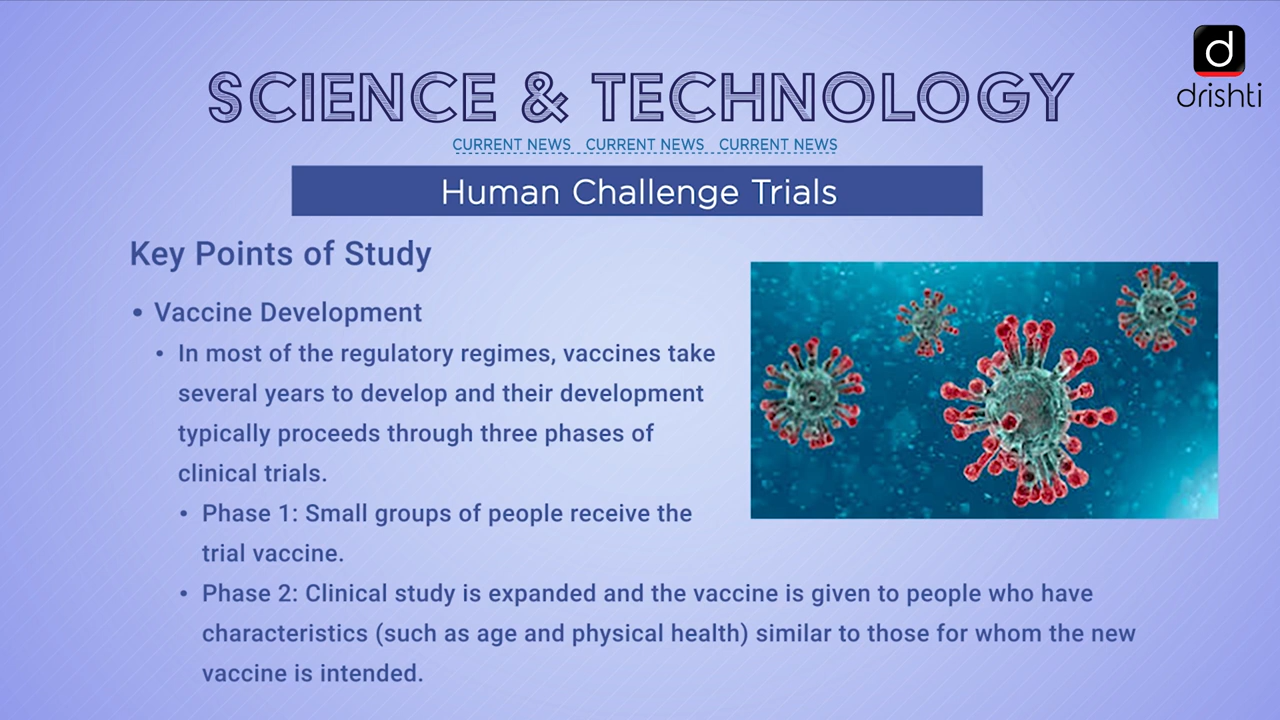 d
drishti
SCIENCE & TECHNOLOGY
CURRENT NEWS CURRENT NEWS CURRENT NEWS
Human Challenge Trials
Key Points of Study
• Vaccine Development
• In most of the regulatory regimes, vaccines take
several years to develop and their development
typically proceeds through three phases of
clinical trials.
• Phase 1: Small groups of people receive the
trial vaccine.
• Phase 2: Clinical study is expanded and the vaccine is given to people who have
characteristics (such as age and physical health) similar to those for whom the new
vaccine is intended.